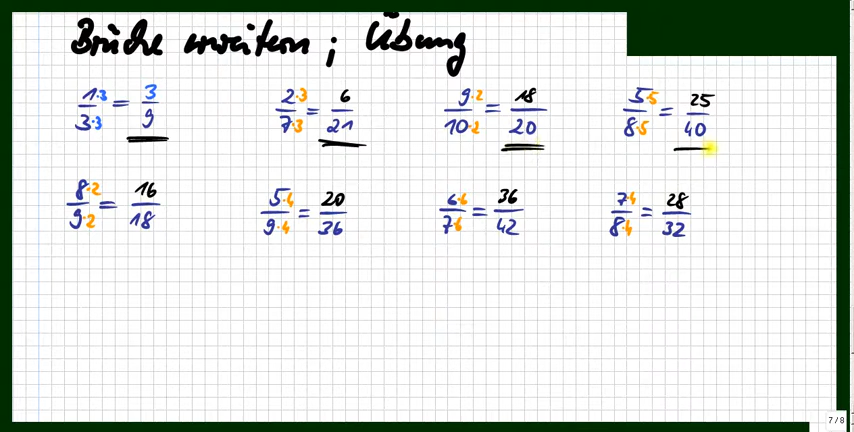 Brüche erweitern ; Übung
1·3/3·3 = 3/9 2·3/7·3 = 6/21 9·2/10·2 = 18/20 5·5/8·5 = 25/40
8·2/9·2 = 16/18 5·4/9·4 = 20/36 6·6/7·6 = 36/42 7·4/8·4 = 28/32
7/8